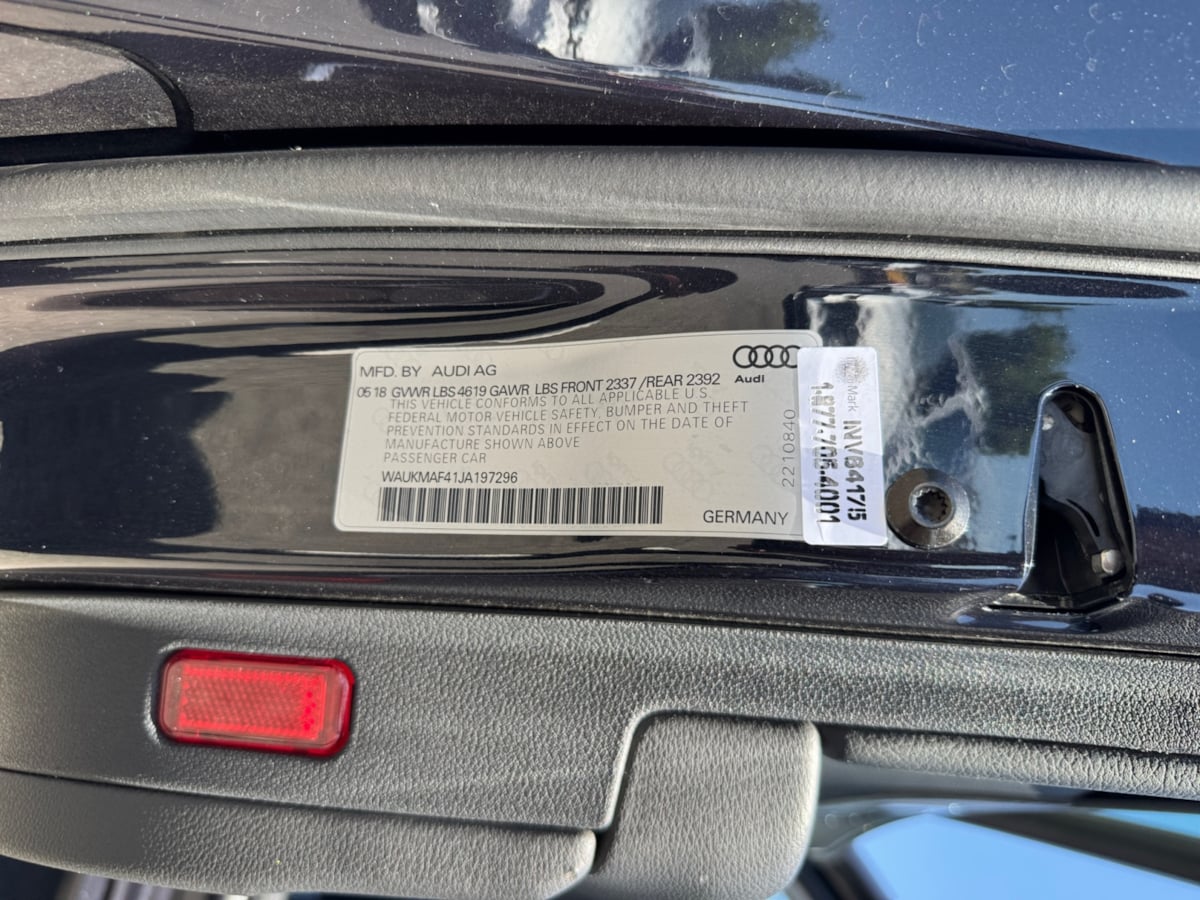 MFD. BY AUDI AG
Audi
05 18 GVWR LBS 4619 GAWR LBS FRONT 2337 /REAR 2392
THIS VEHICLE CONFORMS TO ALL APPLICABLE U.S.
FEDERAL MOTOR VEHICLE SAFETY, BUMPER AND THEFT
PREVENTION STANDARDS IN EFFECT ON THE DATE OF
MANUFACTURE SHOWN ABOVE
PASSENGER CAR
WAUKMAF41JA197296
GERMANY
2210840
Mark INV84175